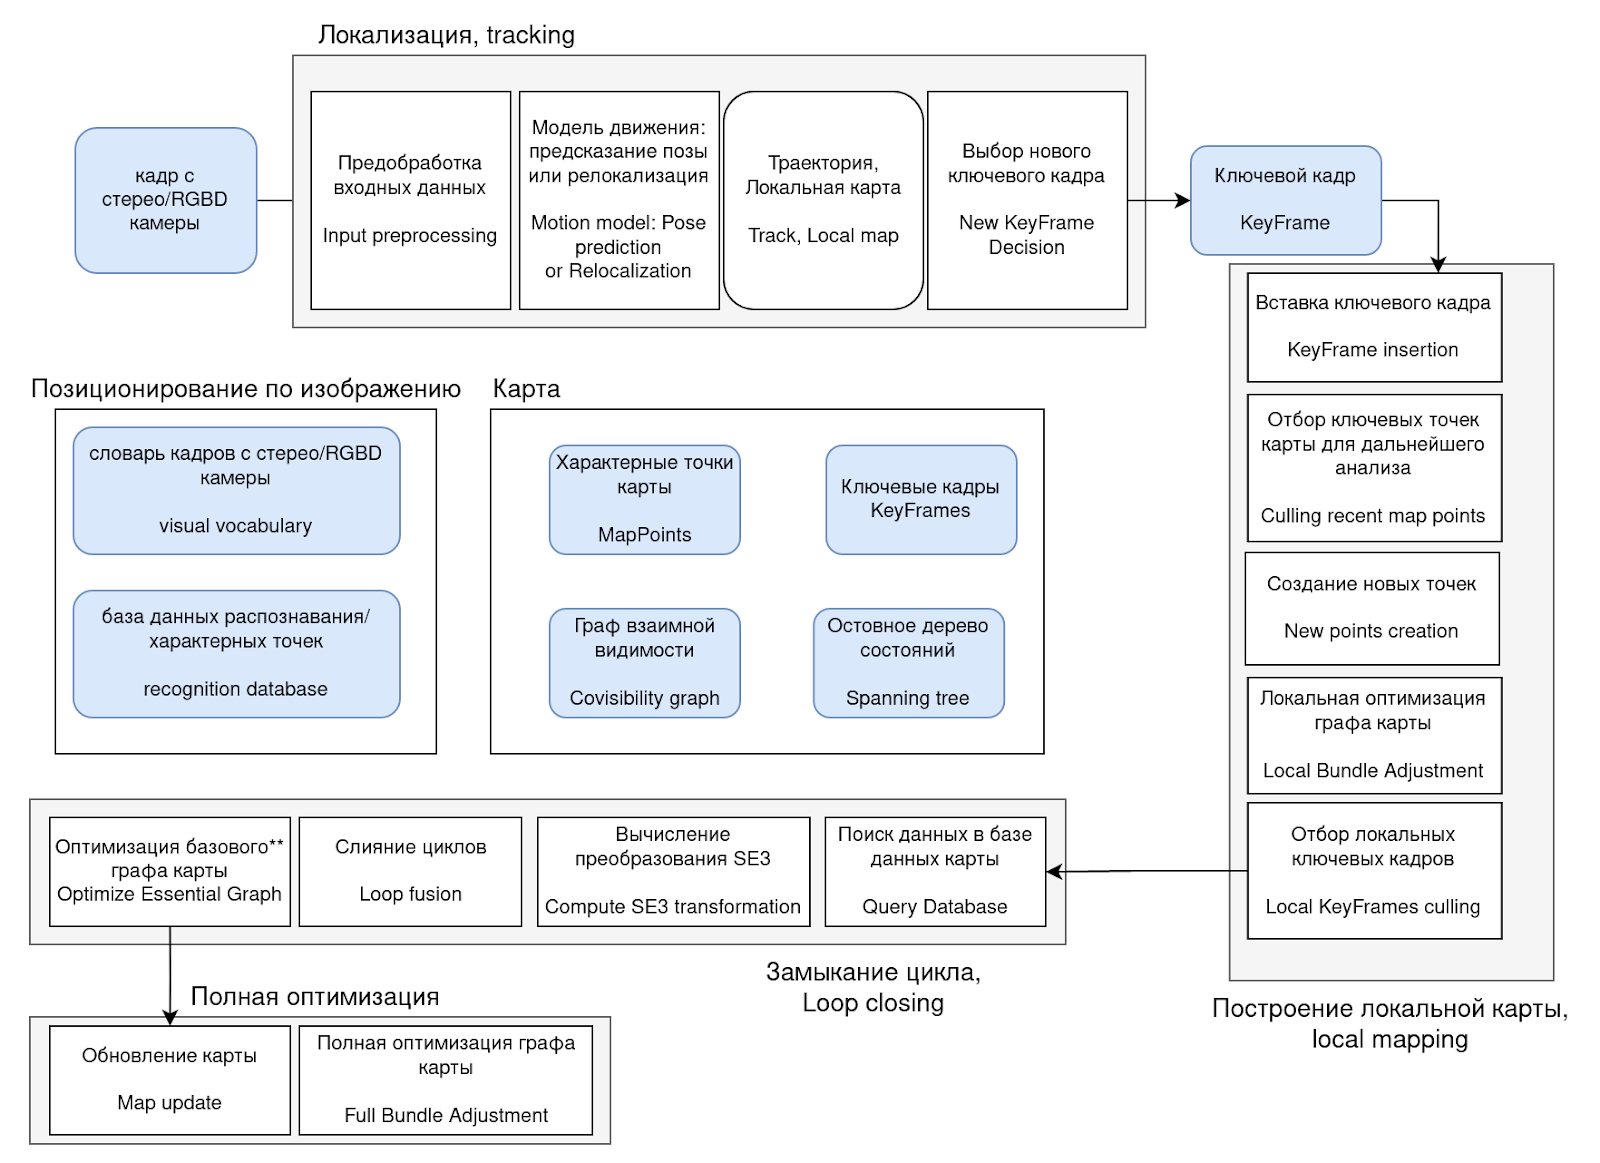 Локализация, tracking
кадр с
стерео/RGBD
камеры
Предобработка
входных данных
Input preprocessing
Модель движения:
предсказание позы
или релокализация
Motion model: Pose
prediction
or Relocalization
Траектория,
Локальная карта
Track, Local map
Выбор нового
ключевого кадра
New KeyFrame
Decision
Ключевой кадр
KeyFrame
Вставка ключевого кадра
KeyFrame insertion
Отбор ключевых точек
карты для дальнейшего
анализа
Culling recent map points
Создание новых точек
New points creation
Локальная оптимизация
графа карты
Local Bundle Adjustment
Отбор локальных
ключевых кадров
Local KeyFrames culling
Построение локальной карты,
local mapping
Позиционирование по изображению
словарь кадров с стерео/RGBD
камеры
visual vocabulary
база данных распознавания/
характерных точек
recognition database
Карта
Характерные точки
карты
MapPoints
Ключевые кадры
KeyFrames
Граф взаимной
видимости
Covisibility graph
Остовное дерево
состояний
Spanning tree
Оптимизация базового**
графа карты
Optimize Essential Graph
Слияние циклов
Loop fusion
Вычисление
преобразования SE3
Compute SE3 transformation
Поиск данных в базе
данных карты
Query Database
Замыкание цикла,
Loop closing
Полная оптимизация
Обновление карты
Map update
Полная оптимизация графа
карты
Full Bundle Adjustment